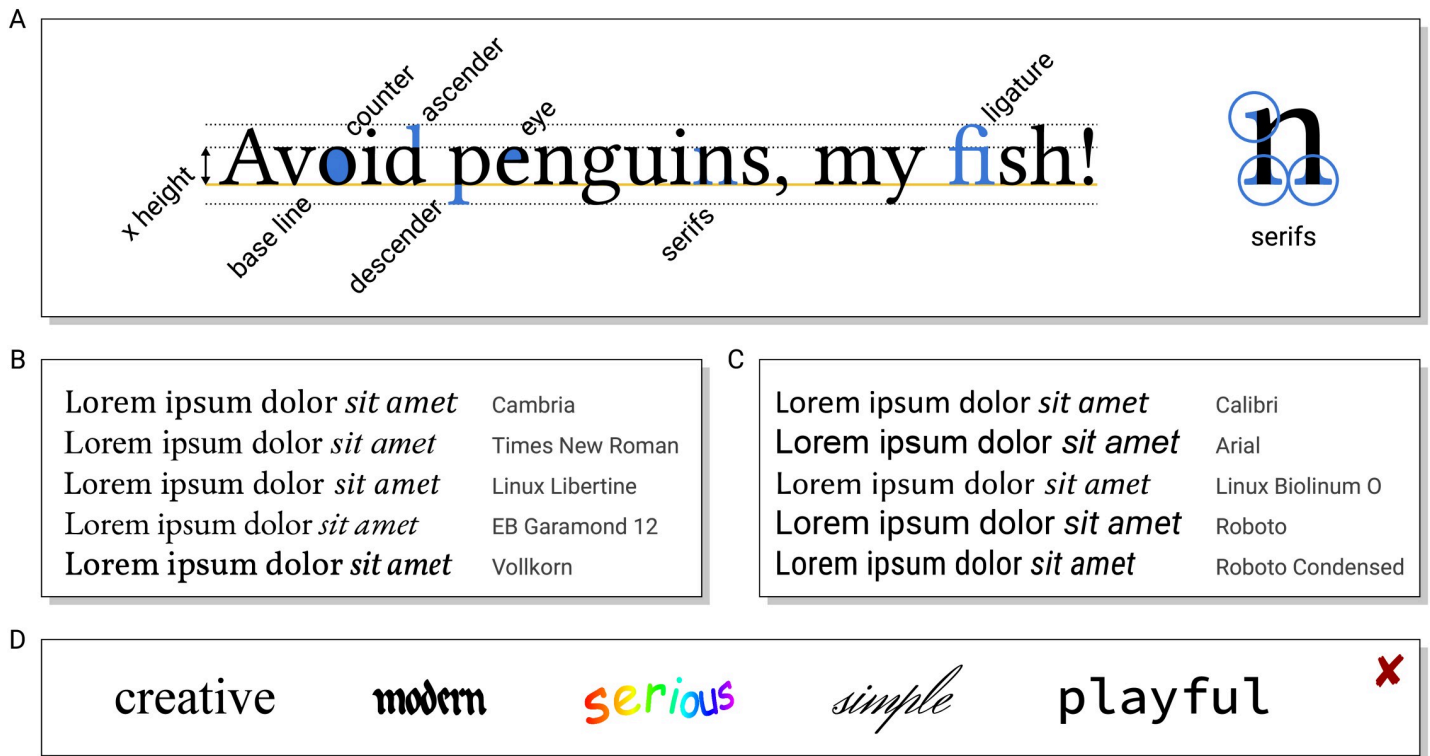 A
counter
ascender
eye
ligature
Avoid penguins, my fish!
n
x height
base line
descender
serifs
serifs
B
Lorem ipsum dolor sit amet Cambria
Lorem ipsum dolor sit amet Times New Roman
Lorem ipsum dolor sit amet Linux Libertine
Lorem ipsum dolor sit amet EB Garamond 12
Lorem ipsum dolor sit amet Vollkorn
C
Lorem ipsum dolor sit amet Calibri
Lorem ipsum dolor sit amet Arial
Lorem ipsum dolor sit amet Linux Biolinum O
Lorem ipsum dolor sit amet Roboto
Lorem ipsum dolor sit amet Roboto Condensed
D
creative modern serious simple playful ✘